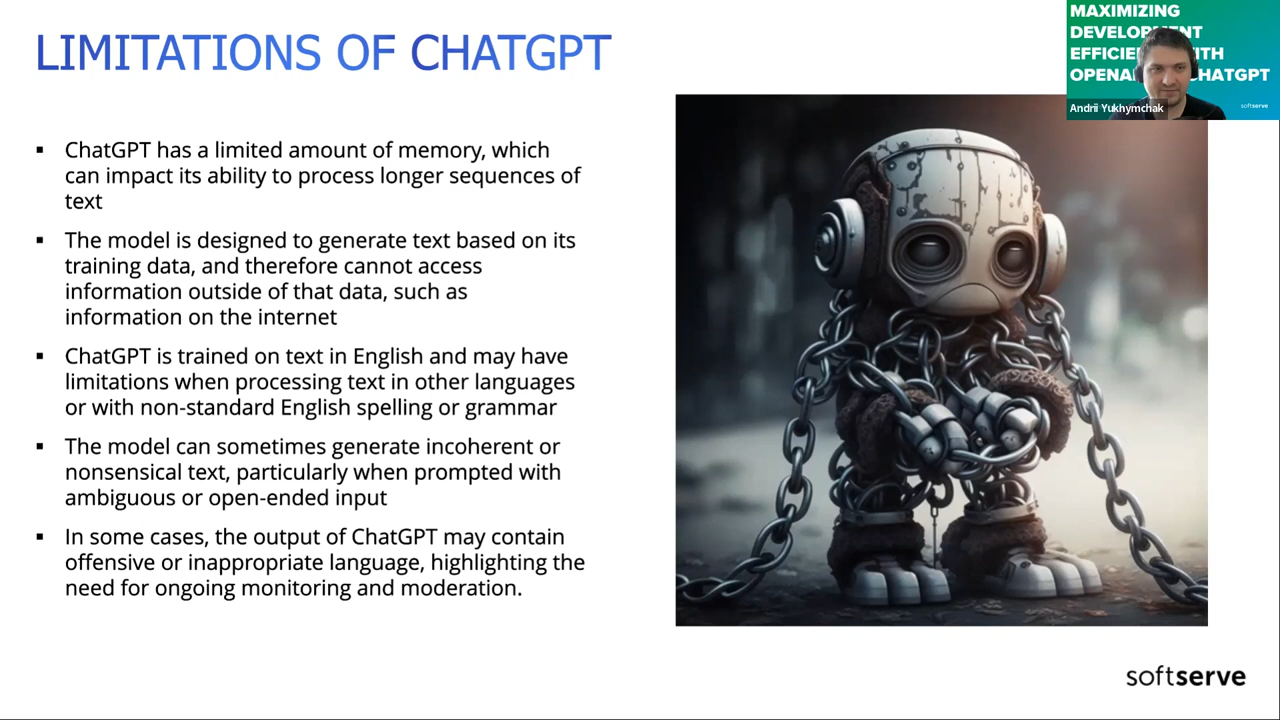 LIMITATIONS OF CHATGPT
▪ ChatGPT has a limited amount of memory, which
can impact its ability to process longer sequences of
text
▪ The model is designed to generate text based on its
training data, and therefore cannot access
information outside of that data, such as
information on the internet
▪ ChatGPT is trained on text in English and may have
limitations when processing text in other languages
or with non-standard English spelling or grammar
▪ The model can sometimes generate incoherent or
nonsensical text, particularly when prompted with
ambiguous or open-ended input
▪ In some cases, the output of ChatGPT may contain
offensive or inappropriate language, highlighting the
need for ongoing monitoring and moderation.
MAXIMIZING
CHATGPT
Andrii Yukhymchak
softserve
softserve